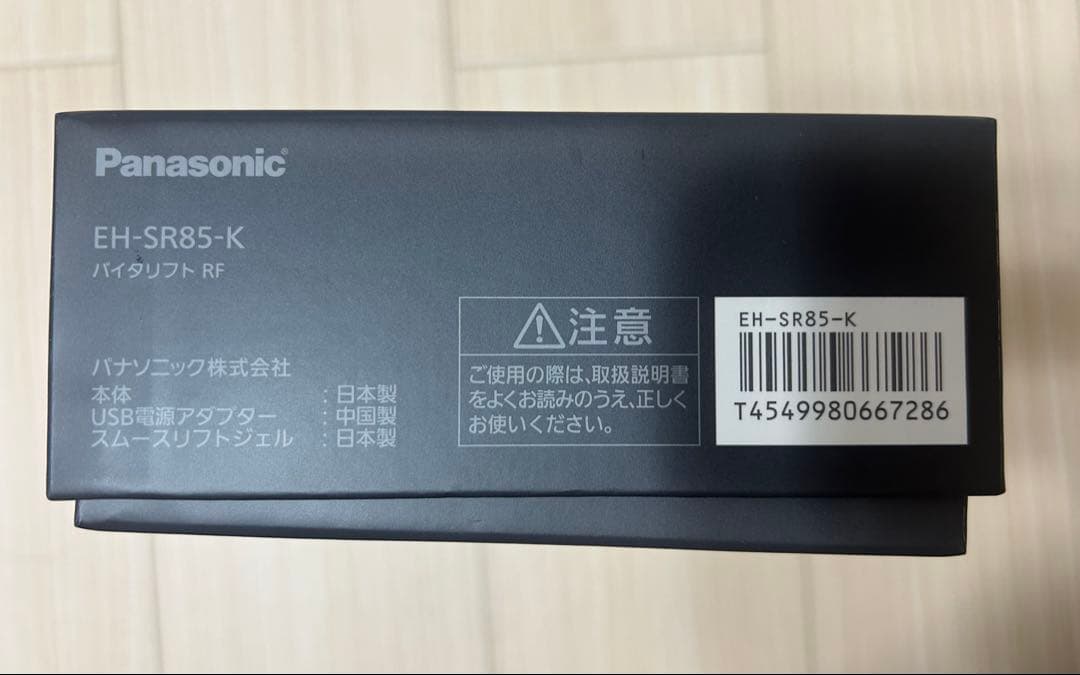 Panasonic®
EH-SR85-K
バイタリフト RF
パナソニック株式会社
本体 : 日本製
USB電源アダプター : 中国製
スムースリフトジェル : 日本製
注意
ご使用の際は、取扱説明書
をよくお読みのうえ、正しく
お使いください。
EH-SR85-K
T4549980667286